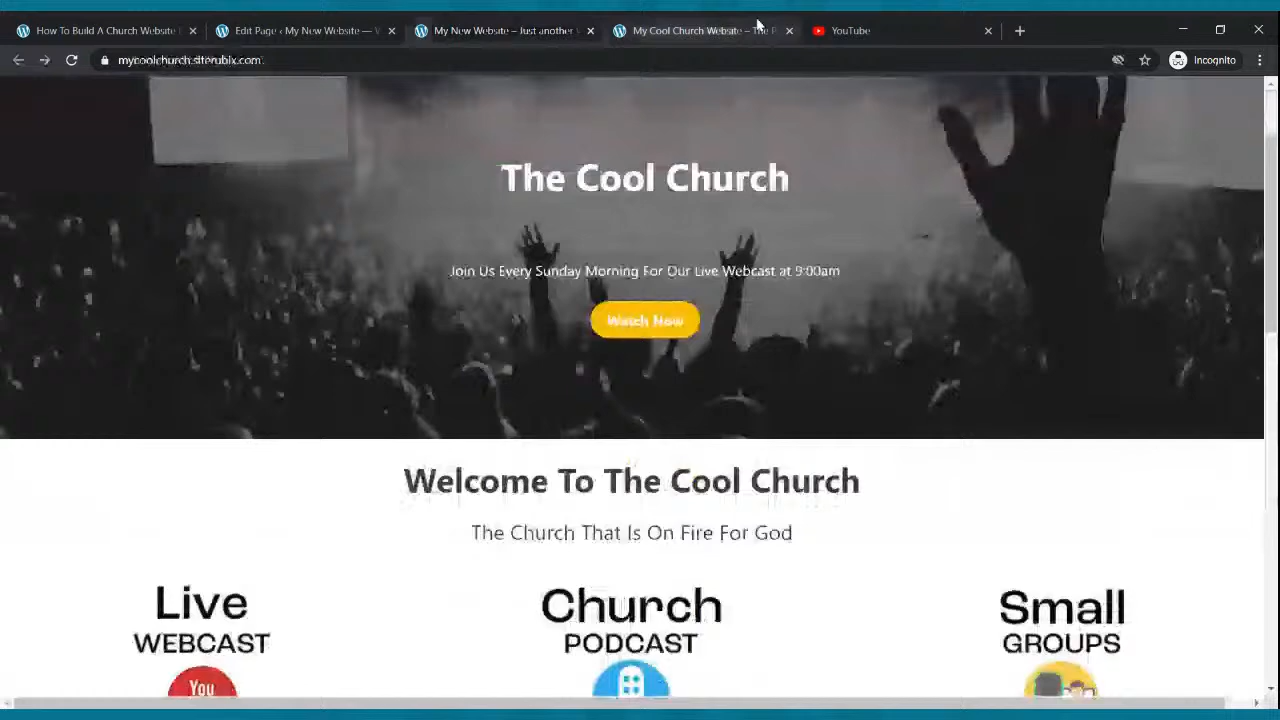 How To Build A Church Website
Edit Page ‹ My New Website — W
My New Website – Just another
My Cool Church Website – The P
YouTube
mycoolchurch.siterubix.com
Incognito
The Cool Church
Join Us Every Sunday Morning For Our Live Webcast at 9:00am
Watch Now
Welcome To The Cool Church
The Church That Is On Fire For God
Live
WEBCAST
Church
PODCAST
Small
GROUPS
You